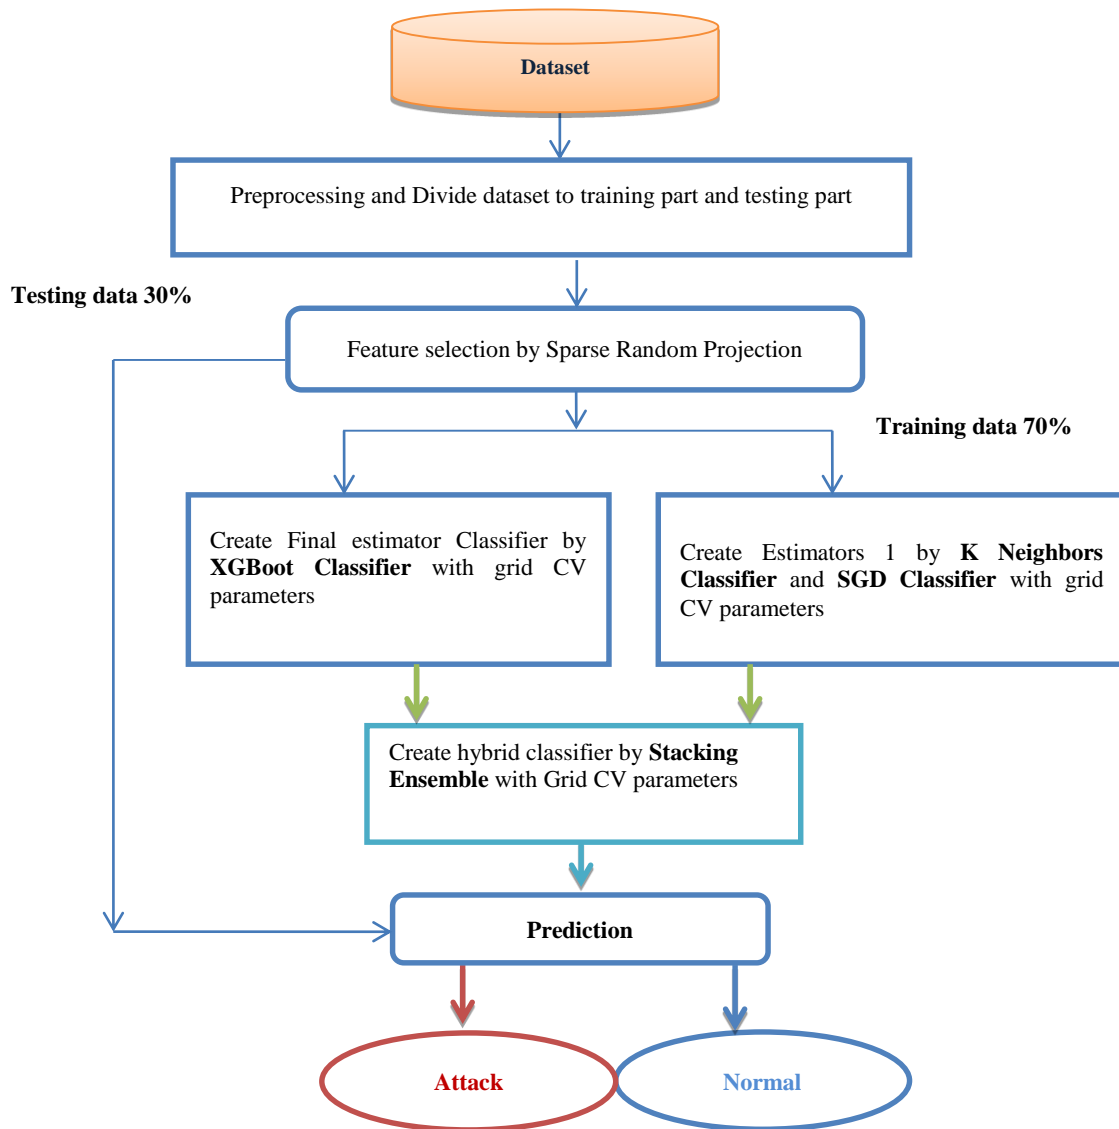 Dataset
Preprocessing and Divide dataset to training part and testing part
Testing data 30%
Feature selection by Sparse Random Projection
Training data 70%
Create Final estimator Classifier by
XGBoot Classifier with grid CV
parameters
Create Estimators 1 by K Neighbors
Classifier and SGD Classifier with grid
CV parameters
Create hybrid classifier by Stacking
Ensemble with Grid CV parameters
Prediction
Attack
Normal